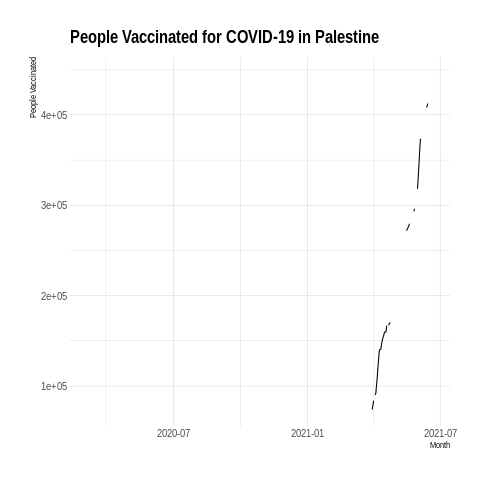 People Vaccinated for COVID-19 in Palestine
People Vaccinated
4e+05
3e+05
2e+05
1e+05
2020-07
2021-01
2021-07
Month